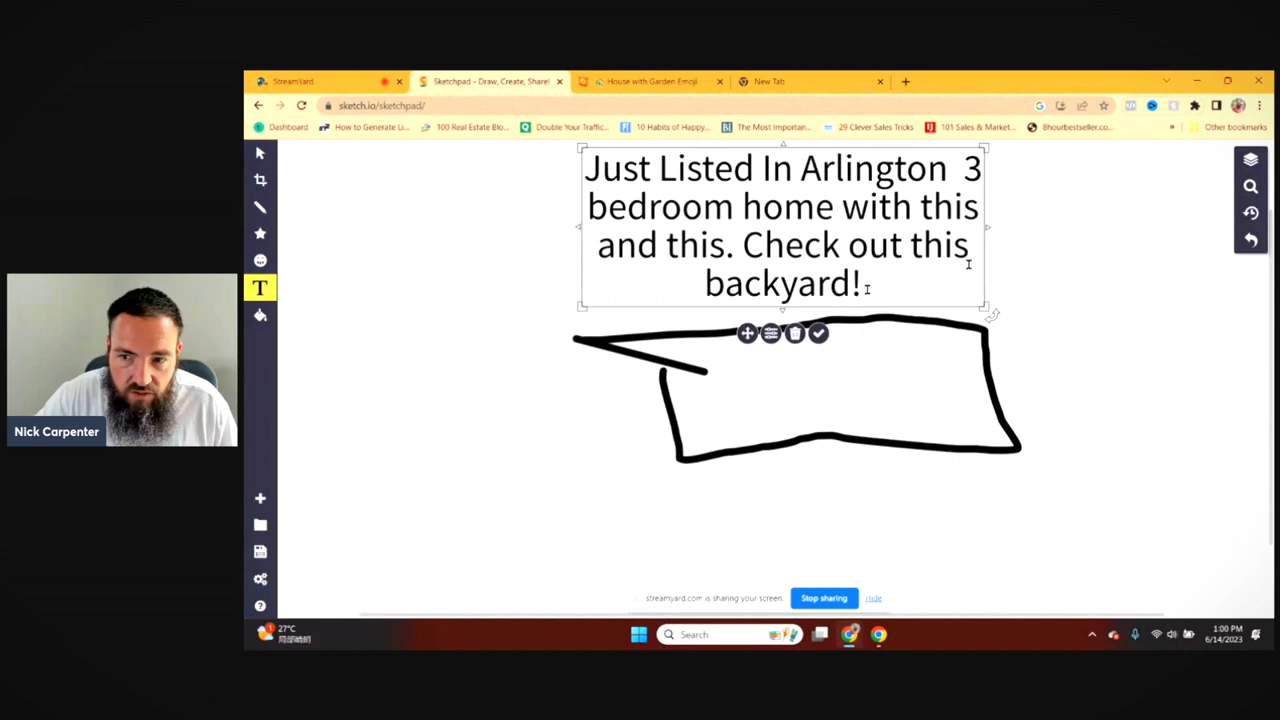 StreamYard
Sketchpad - Draw, Create, Share!
House with Garden Emoji
New Tab
sketch.io/sketchpad/
Dashboard
How to Generate Li...
100 Real Estate Blo...
Double Your Traffic...
10 Habits of Happy...
The Most Importan...
29 Clever Sales Tricks
101 Sales & Market...
8hourbestseller.co...
»
Other bookmarks
Just Listed In Arlington 3
bedroom home with this
and this. Check out this
backyard!
T
Nick Carpenter
streamyard.com is sharing your screen.
Stop sharing
Hide
27°C
Search
1:00 PM
6/14/2023